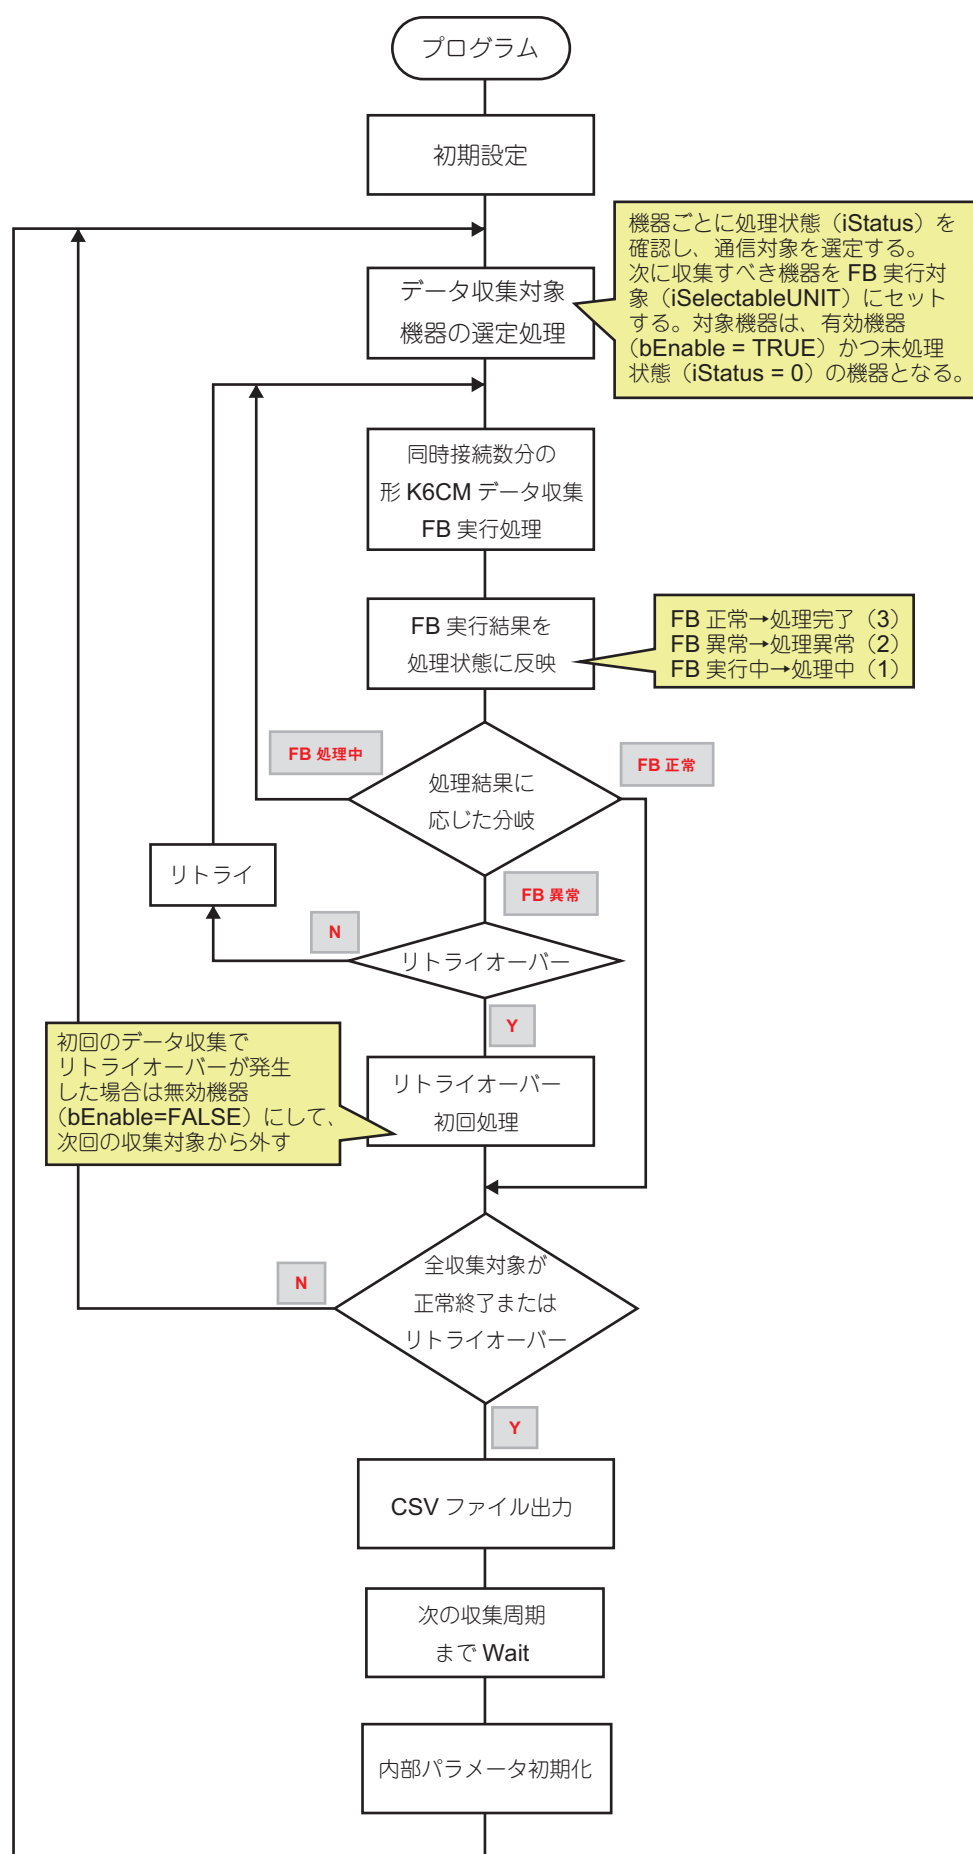 プログラム
初期設定
機器ごとに処理状態（iStatus）を
確認し、通信対象を選定する。
次に収集すべき機器を FB 実行対
象（iSelectableUNIT）にセット
する。対象機器は、有効機器
（bEnable = TRUE）かつ未処理
状態（iStatus = 0）の機器となる。
データ収集対象
機器の選定処理
同時接続数分の
形 K6CM データ収集
FB 実行処理
FB 実行結果を
処理状態に反映
FB 正常→処理完了（3）
FB 異常→処理異常（2）
FB 実行中→処理中（1）
FB 処理中
FB 正常
処理結果に
応じた分岐
リトライ
FB 異常
N
リトライオーバー
Y
初回のデータ収集で
リトライオーバーが発生
した場合は無効機器
（bEnable=FALSE）にして、
次回の収集対象から外す
リトライオーバー
初回処理
全収集対象が
正常終了または
リトライオーバー
N
Y
CSV ファイル出力
次の収集周期
まで Wait
内部パラメータ初期化